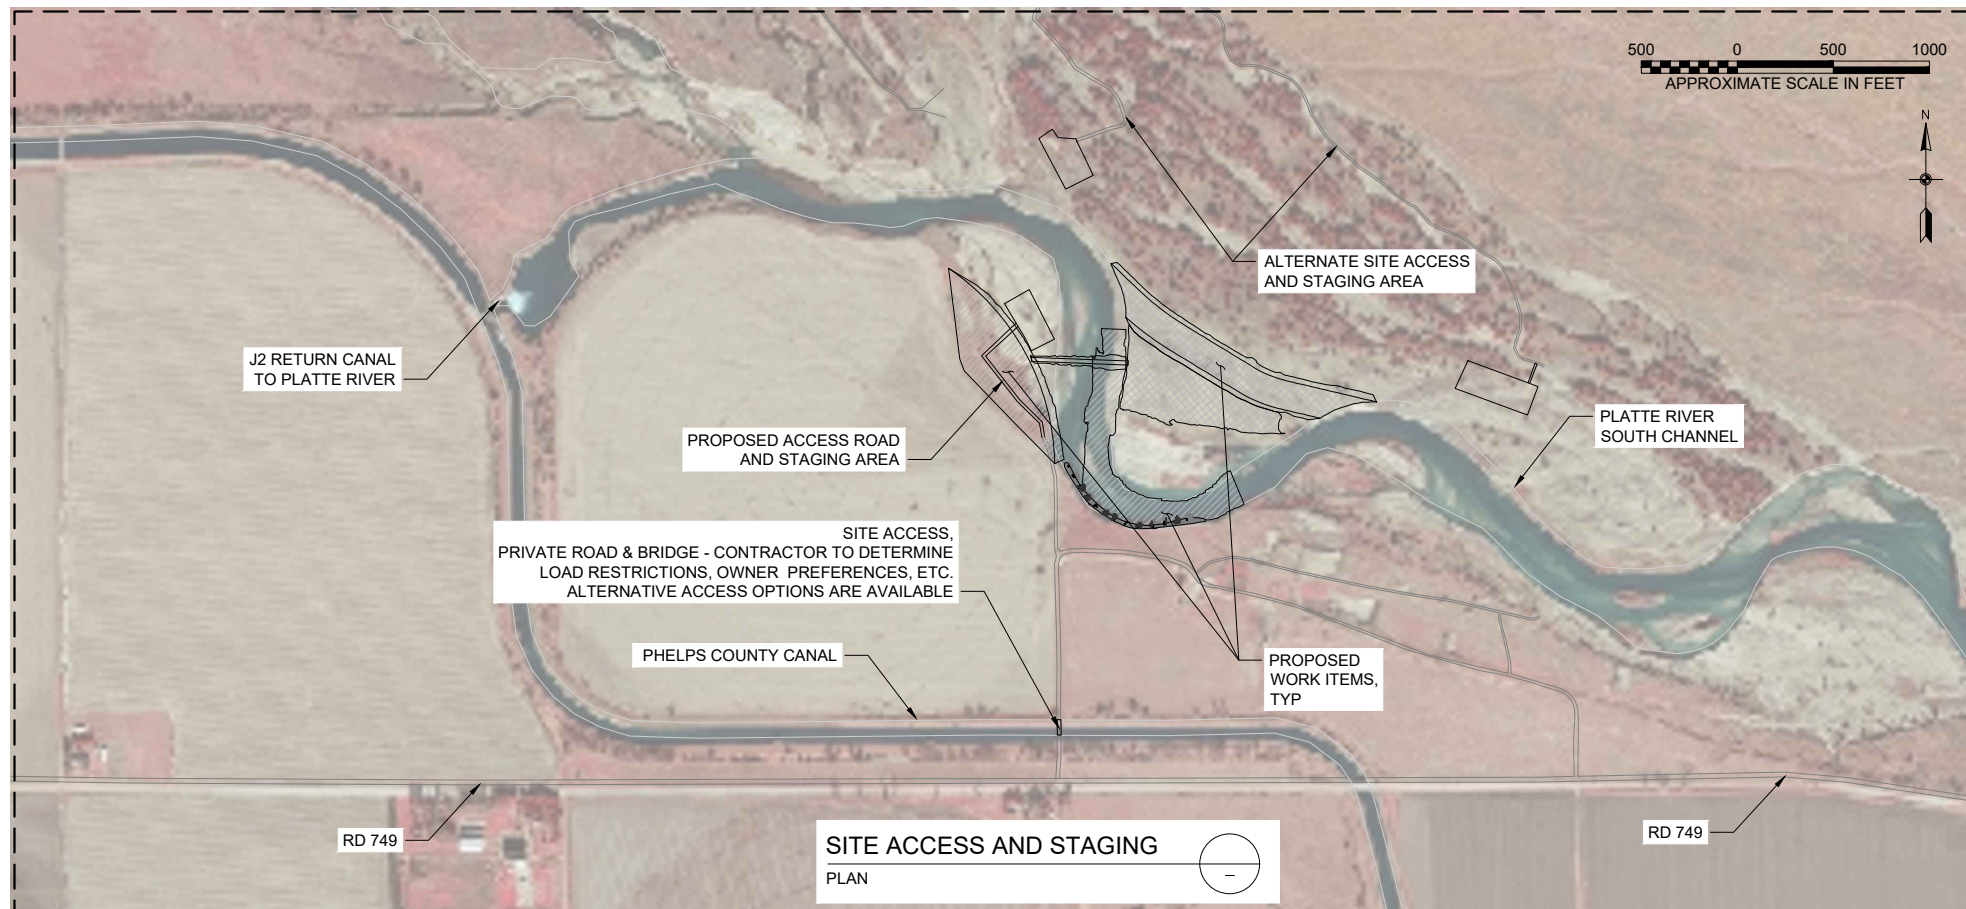 500 0 500 1000
APPROXIMATE SCALE IN FEET
N
ALTERNATE SITE ACCESS
AND STAGING AREA
J2 RETURN CANAL
TO PLATTE RIVER
PLATTE RIVER
SOUTH CHANNEL
PROPOSED ACCESS ROAD
AND STAGING AREA
SITE ACCESS,
PRIVATE ROAD & BRIDGE - CONTRACTOR TO DETERMINE
LOAD RESTRICTIONS, OWNER PREFERENCES, ETC.
ALTERNATIVE ACCESS OPTIONS ARE AVAILABLE
PHELPS COUNTY CANAL
PROPOSED
WORK ITEMS,
TYP
RD 749
RD 749
SITE ACCESS AND STAGING
PLAN
–